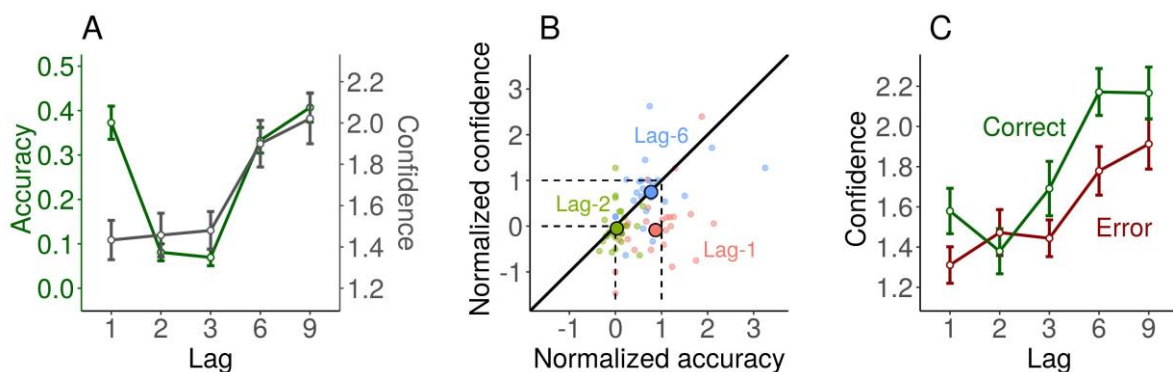 A
Accuracy
0.5
0.4
0.3
0.2
0.1
0.0
2.2
2.0
1.8
1.6
1.4
1.2
Confidence
1 2 3 6 9
Lag
B
Normalized confidence
3
2
1
0
-1
Lag-6
Lag-2
Lag-1
-1 0 1 2 3
Normalized accuracy
C
Confidence
2.2
2.0
1.8
1.6
1.4
1.2
Correct
Error
1 2 3 6 9
Lag